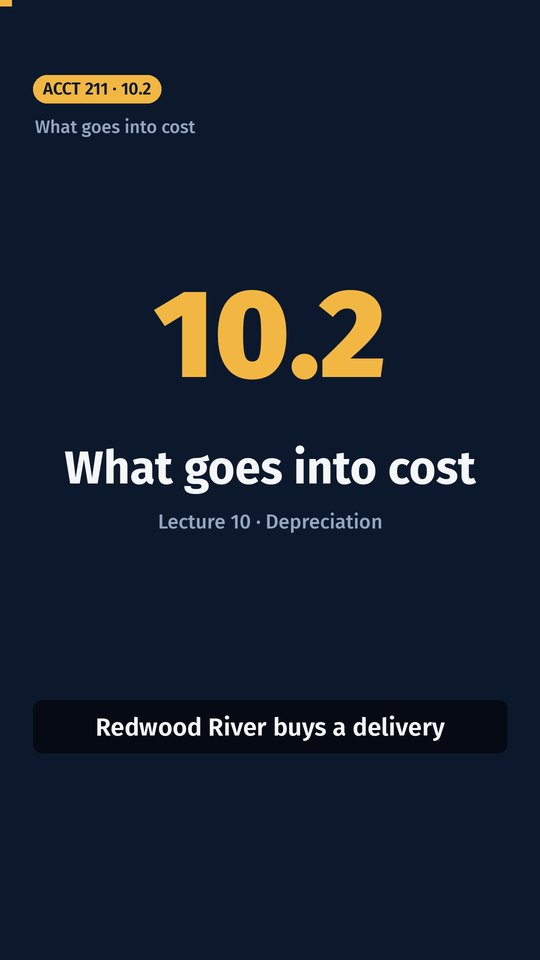 ACCT 211 · 10.2
What goes into cost
10.2
What goes into cost
Lecture 10 · Depreciation
Redwood River buys a delivery